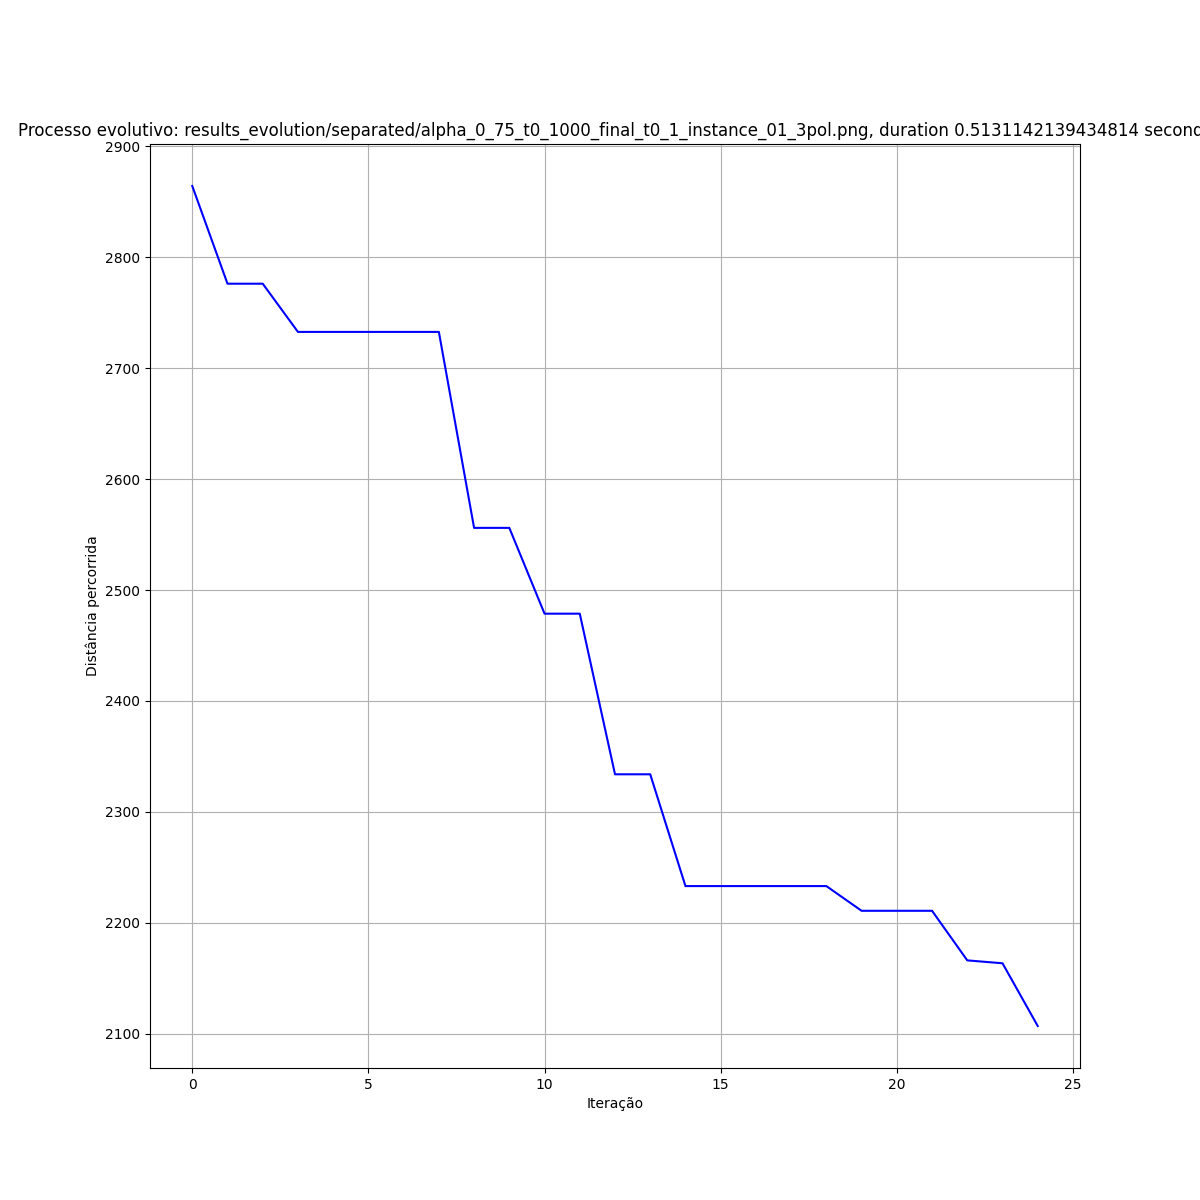 Processo evolutivo: results_evolution/separated/alpha_0_75_t0_1000_final_t0_1_instance_01_3pol.png, duration 0.5131142139434814 second
2900
2800
2700
2600
2500
2400
2300
2200
2100
Distância percorrida
0 5 10 15 20 25
Iteração